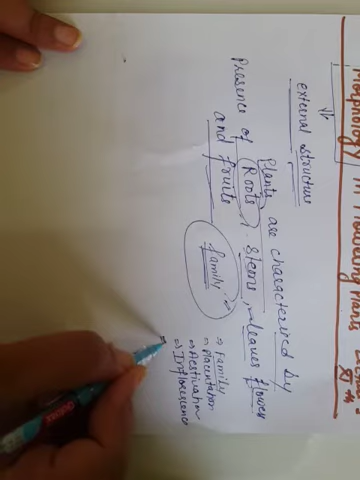 Morphology in Flowering Plants
external structure
Plants are characterized by
Presence of Roots, stems, leaves flower
and fruits
family
→ Family
→ Placentation
→ Aestivation
→ Inflorescence